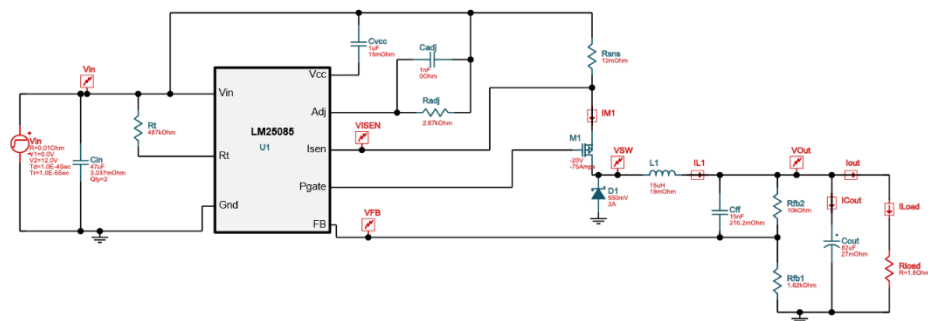 Vin
R=0.01Ohm
V1=0.0V
V2=12.0V
Td=1.0E-4Sec
Tr=1.0E-5Sec
Vin
Cin
47uF
3.037mOhm
Qty=2
Rt
487kOhm
Vin
Rt
Gnd
LM25085
U1
Vcc
Adj
Isen
Pgate
FB
Cvcc
1uF
15mOhm
Cadj
1nF
0Ohm
Radj
2.67kOhm
VISEN
VFB
Rsns
12mOhm
IM1
M1
-20V
-75Amps
VSW
D1
550mV
2A
L1
15uH
19mOhm
IL1
Cff
15nF
216.2mOhm
VOut
Rfb2
10kOhm
Rfb1
1.62kOhm
Iout
ICout
Cout
82uF
27mOhm
ILoad
Rload
R=1.8Ohm